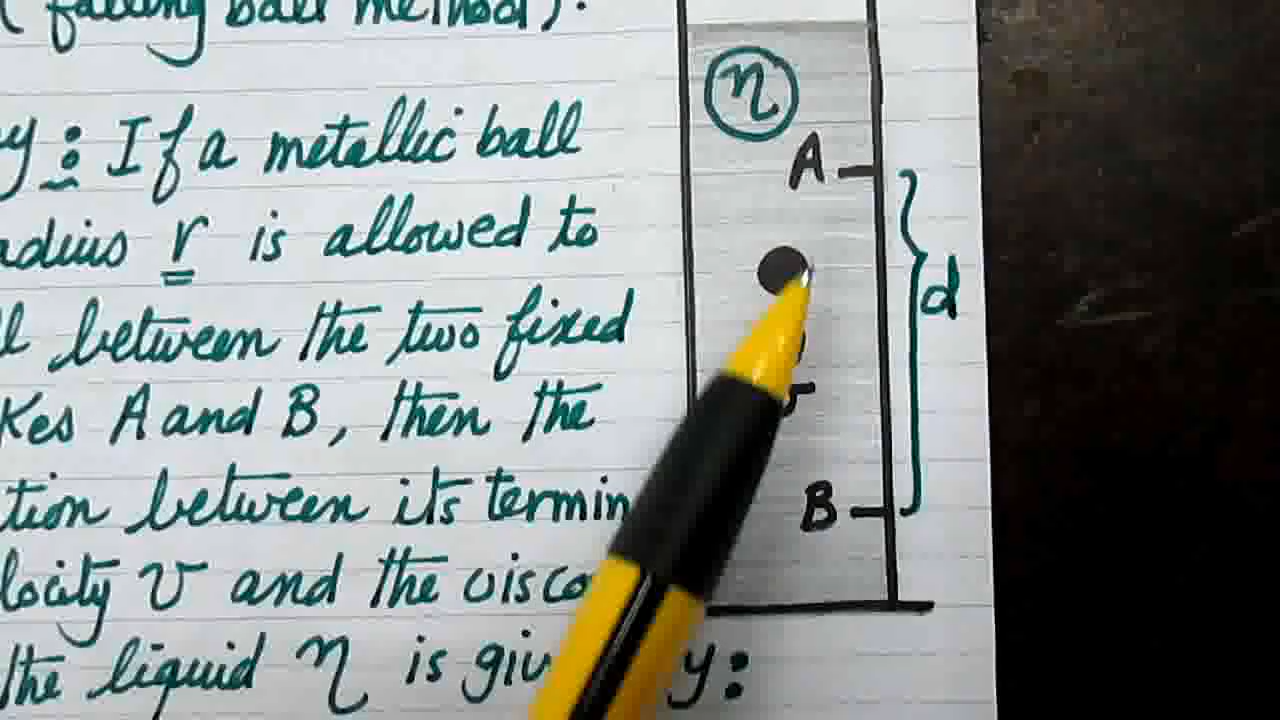 (falling ball method).
y: If a metallic ball
adius r is allowed to
l between the two fixed
kes A and B, then the
tion between its termin
locity v and the visco
the liquid η is giv y:
η
A
d
v
B